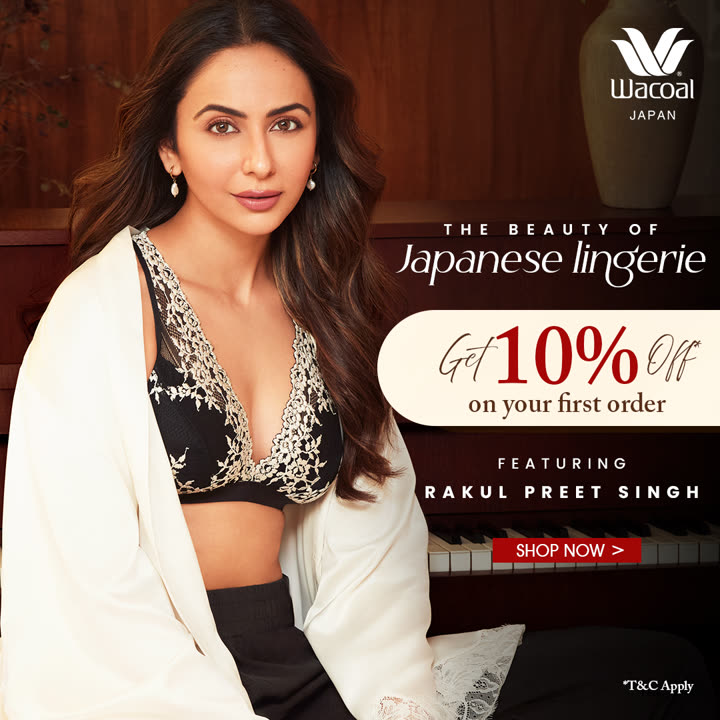 Wacoal®
JAPAN
THE BEAUTY OF
Japanese lingerie
Get 10% Off*
on your first order
FEATURING
RAKUL PREET SINGH
SHOP NOW >
*T&C Apply